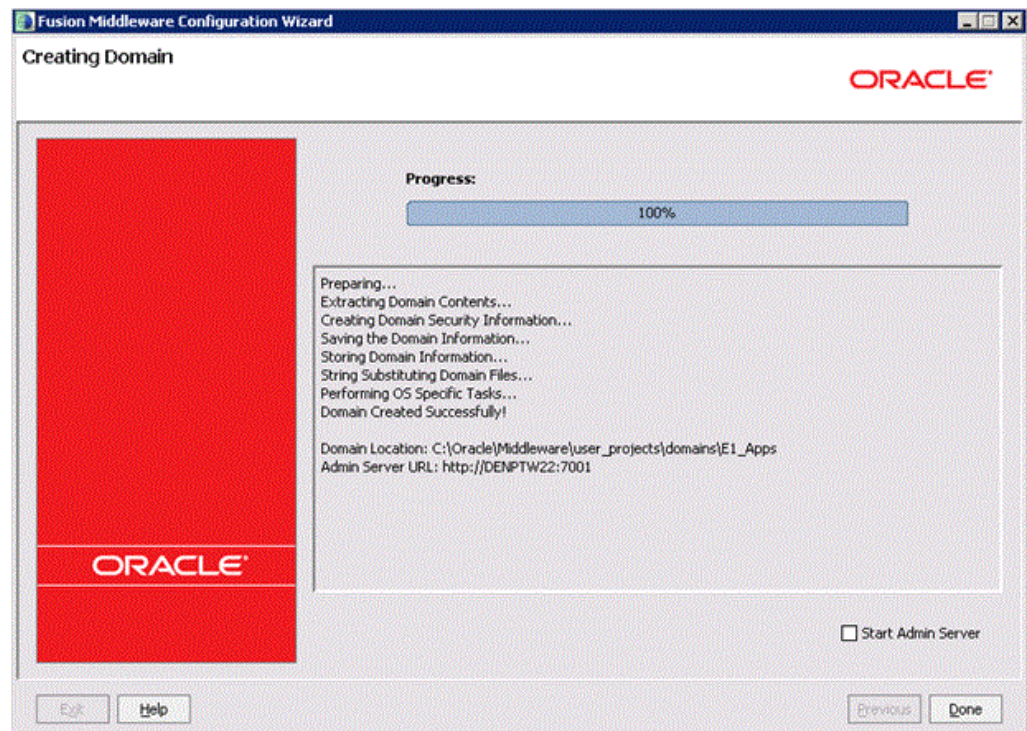 Fusion Middleware Configuration Wizard
Creating Domain
ORACLE
Progress:
100%
Preparing...
Extracting Domain Contents...
Creating Domain Security Information...
Saving the Domain Information...
Storing Domain Information...
String Substituting Domain Files...
Performing OS Specific Tasks...
Domain Created Successfully!
Domain Location: C:\Oracle\Middleware\user_projects\domains\E1_Apps
Admin Server URL: http://DENPTW22:7001
ORACLE
Start Admin Server
Exit Help Previous Done